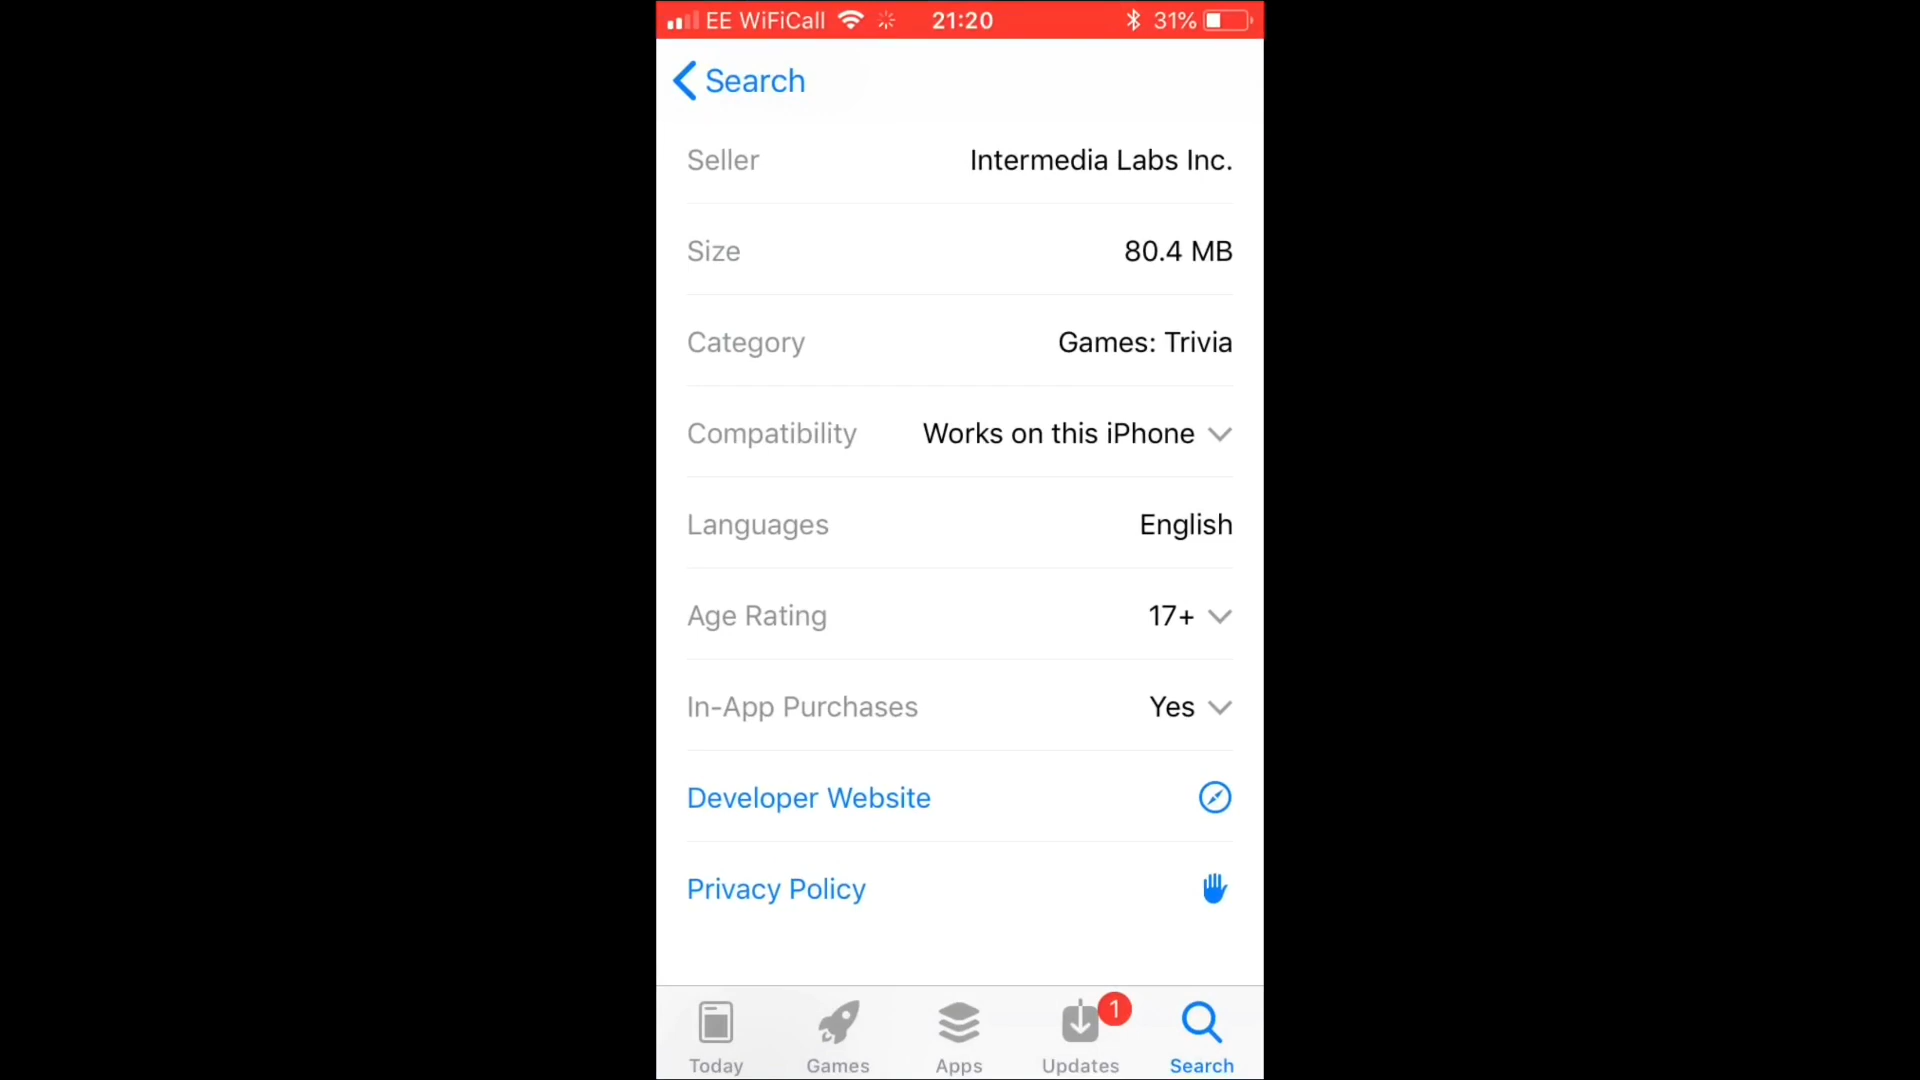 EE WiFiCall 21:20 31%
Search
Seller Intermedia Labs Inc.
Size 80.4 MB
Category Games: Trivia
Compatibility Works on this iPhone
Languages English
Age Rating 17+
In-App Purchases Yes
Developer Website
Privacy Policy
1
Today Games Apps Updates Search